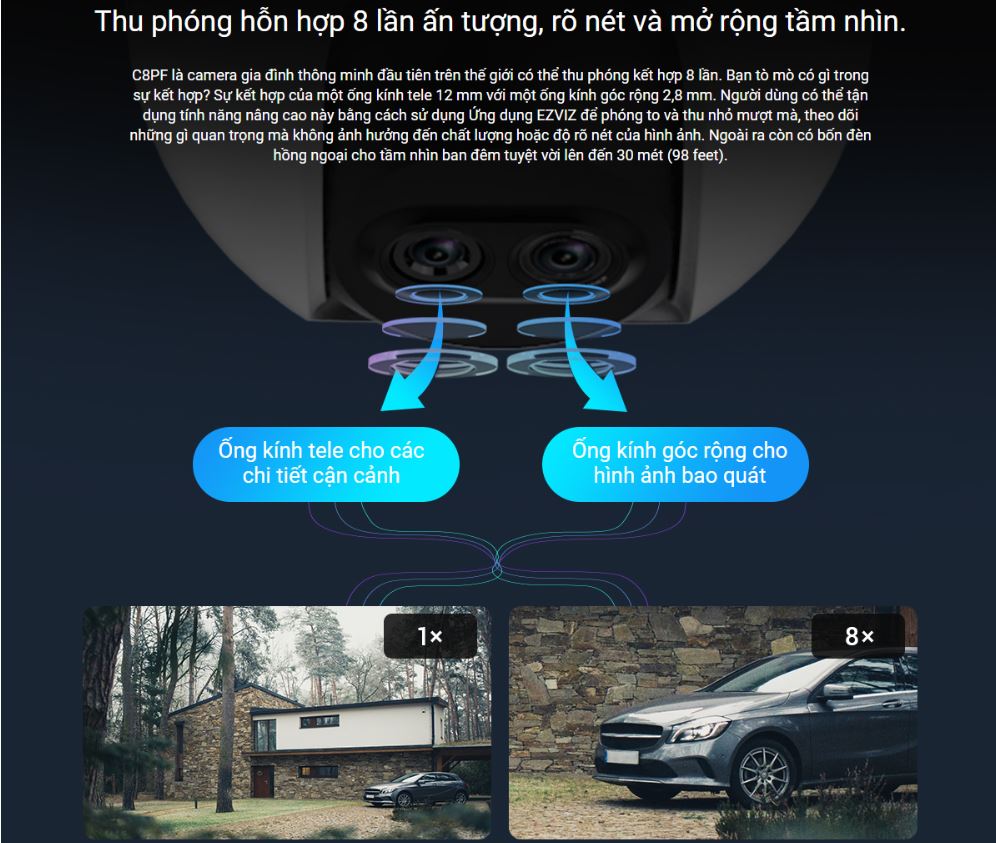 Thu phóng hỗn hợp 8 lần ấn tượng, rõ nét và mở rộng tầm nhìn.
C8PF là camera gia đình thông minh đầu tiên trên thế giới có thể thu phóng kết hợp 8 lần. Bạn tò mò có gì trong
sự kết hợp? Sự kết hợp của một ống kính tele 12 mm với một ống kính góc rộng 2,8 mm. Người dùng có thể tận
dụng tính năng nâng cao này bằng cách sử dụng Ứng dụng EZVIZ để phóng to và thu nhỏ mượt mà, theo dõi
những gì quan trọng mà không ảnh hưởng đến chất lượng hoặc độ rõ nét của hình ảnh. Ngoài ra còn có bốn đèn
hồng ngoại cho tầm nhìn ban đêm tuyệt vời lên đến 30 mét (98 feet).
Ống kính tele cho các
chi tiết cận cảnh
Ống kính góc rộng cho
hình ảnh bao quát
1×
8×